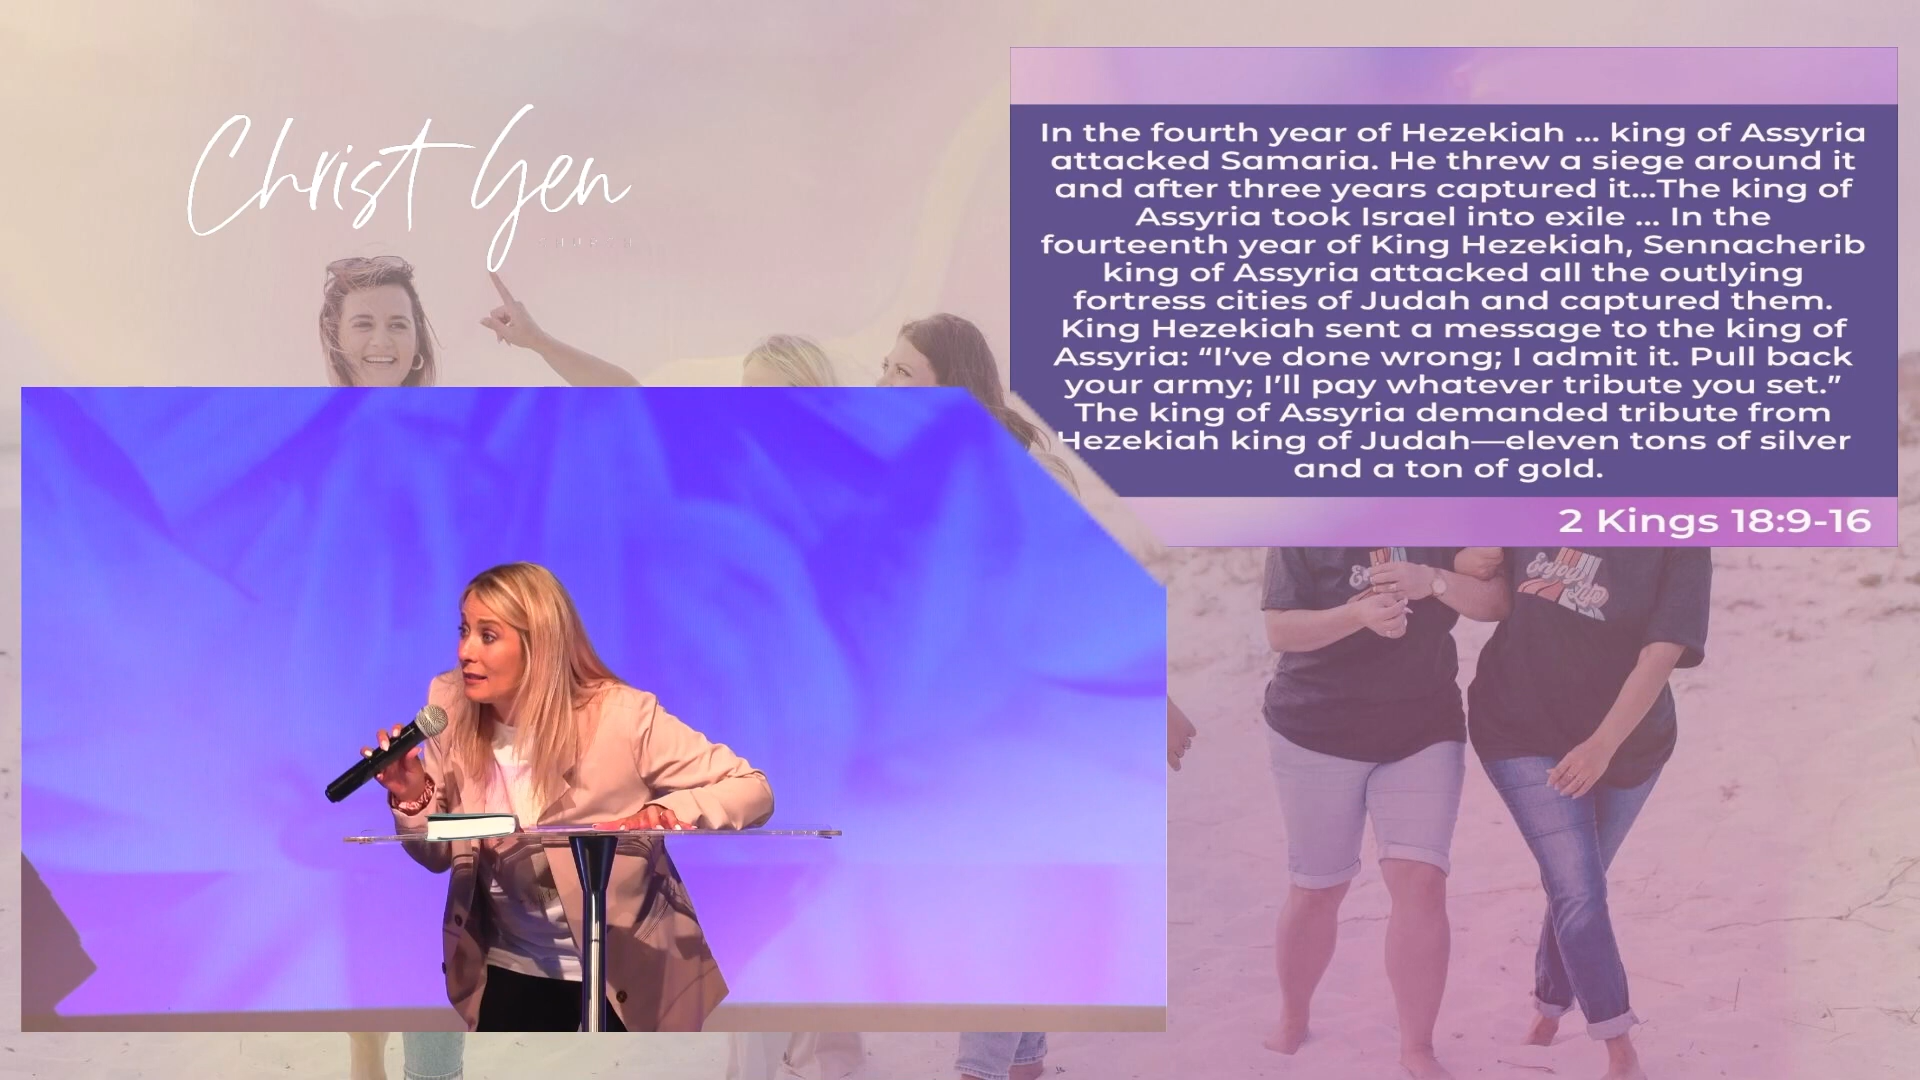 Christ Gen
CHURCH
In the fourth year of Hezekiah ... king of Assyria
attacked Samaria. He threw a siege around it
and after three years captured it...The king of
Assyria took Israel into exile ... In the
fourteenth year of King Hezekiah, Sennacherib
king of Assyria attacked all the outlying
fortress cities of Judah and captured them.
King Hezekiah sent a message to the king of
Assyria: “I’ve done wrong; I admit it. Pull back
your army; I’ll pay whatever tribute you set.”
The king of Assyria demanded tribute from
Hezekiah king of Judah—eleven tons of silver
and a ton of gold.
2 Kings 18:9-16
Enjoy
Life